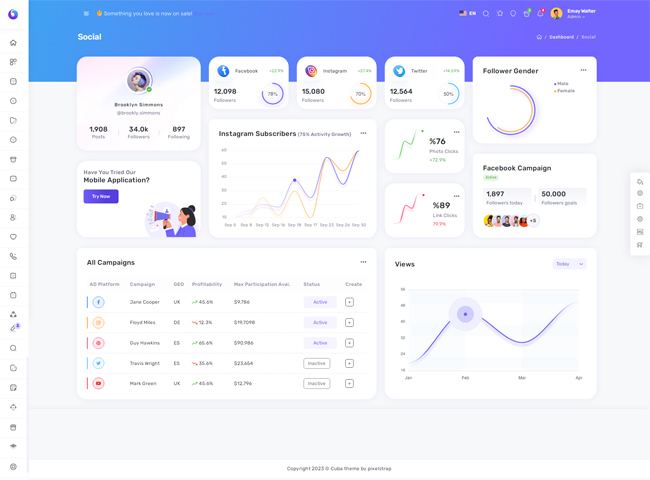 🔥 Something you love is now on sale!
EN
Emay Walter
Admin
Social
/ Dashboard / Social
Brooklyn Simmons
@brookly.simmons
1,908 34.0k 897
Posts Followers Following
Facebook +22.9%
12,098
Followers
78%
Instagram +27.4%
15,080
Followers
70%
Twitter +14.09%
12,564
Followers
50%
Follower Gender
Male
Female
Have You Tried Our
Mobile Application?
Try Now
Instagram Subscribers (75% Activity Growth)
60
50
40
30
20
10
Sep 5 Sep 8 Sep 12 Sep 16 Sep 18 Sep 17 Sep 23 Sep 26 Sep 30
%76
Photo Clicks
+72.9%
%89
Link Clicks
79.9%
Facebook Campaign
Active
1,897 50,000
Followers today Followers goals
+5
All Campaigns
AD Platform Campaign GEO Profitability Max Participation Avai. Status Create
Jane Cooper UK 45.6% $9,786 Active
Floyd Miles DE 12.3% $19,7098 Active
Guy Hawkins ES 65.6% $90,986 Active
Travis Wright ES 35.6% $23,654 Inactive
Mark Green UK 45.6% $12,796 Inactive
Views
Today
Jan Feb Mar Apr
Copyright 2023 © Cuba theme by pixelstrap